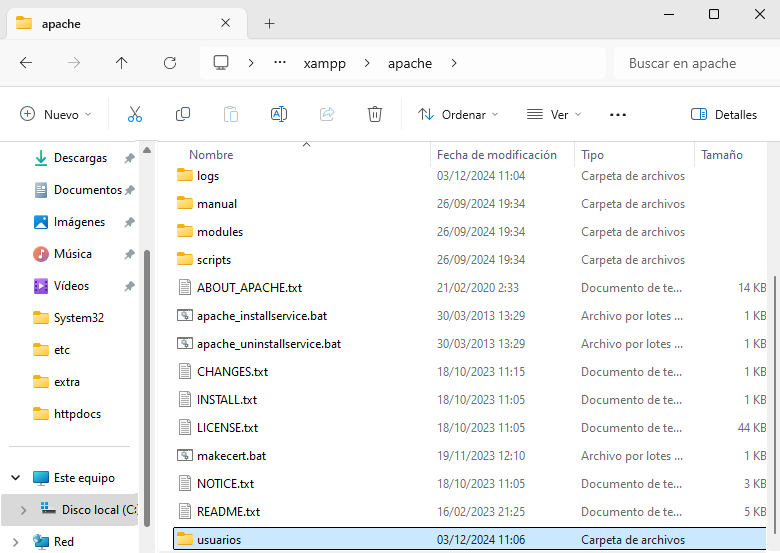 apache
xampp
apache
Buscar en apache
Nuevo
Ordenar
Ver
Detalles
Descargas
Documentos
Imágenes
Música
Vídeos
System32
etc
extra
httpdocs
Este equipo
Disco local (C:
Red
Nombre Fecha de modificación Tipo Tamaño
logs 03/12/2024 11:04 Carpeta de archivos
manual 26/09/2024 19:34 Carpeta de archivos
modules 26/09/2024 19:34 Carpeta de archivos
scripts 26/09/2024 19:34 Carpeta de archivos
ABOUT_APACHE.txt 21/02/2020 2:33 Documento de te... 14 KB
apache_installservice.bat 30/03/2013 13:29 Archivo por lotes ... 1 KB
apache_uninstallservice.bat 30/03/2013 13:29 Archivo por lotes ... 1 KB
CHANGES.txt 18/10/2023 11:15 Documento de te... 1 KB
INSTALL.txt 18/10/2023 11:05 Documento de te... 1 KB
LICENSE.txt 18/10/2023 11:05 Documento de te... 44 KB
makecert.bat 19/11/2023 12:10 Archivo por lotes ... 1 KB
NOTICE.txt 18/10/2023 11:05 Documento de te... 3 KB
README.txt 16/02/2023 21:25 Documento de te... 5 KB
usuarios 03/12/2024 11:06 Carpeta de archivos